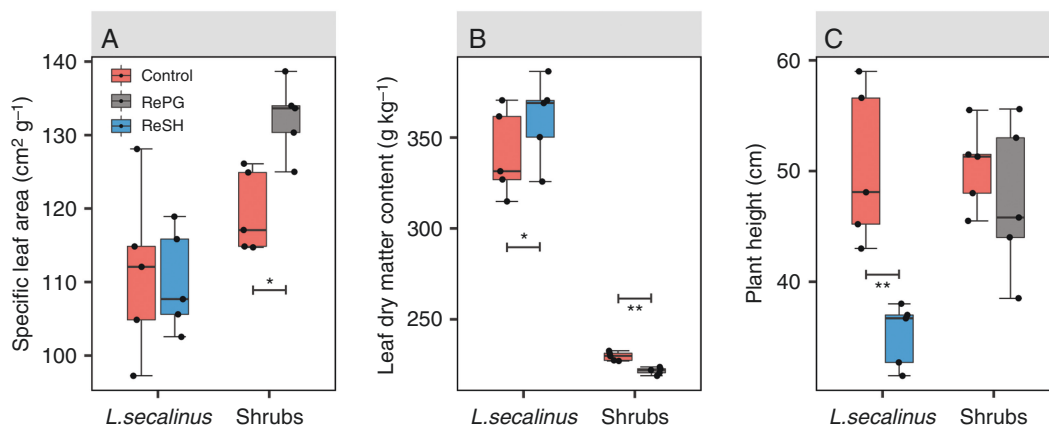 A
Specific leaf area (cm² g⁻¹)
140
130
120
110
100
Control
RePG
ReSH
*
L.secalinus Shrubs
B
Leaf dry matter content (g kg⁻¹)
350
300
250
*
**
L.secalinus Shrubs
C
Plant height (cm)
60
50
40
**
L.secalinus Shrubs